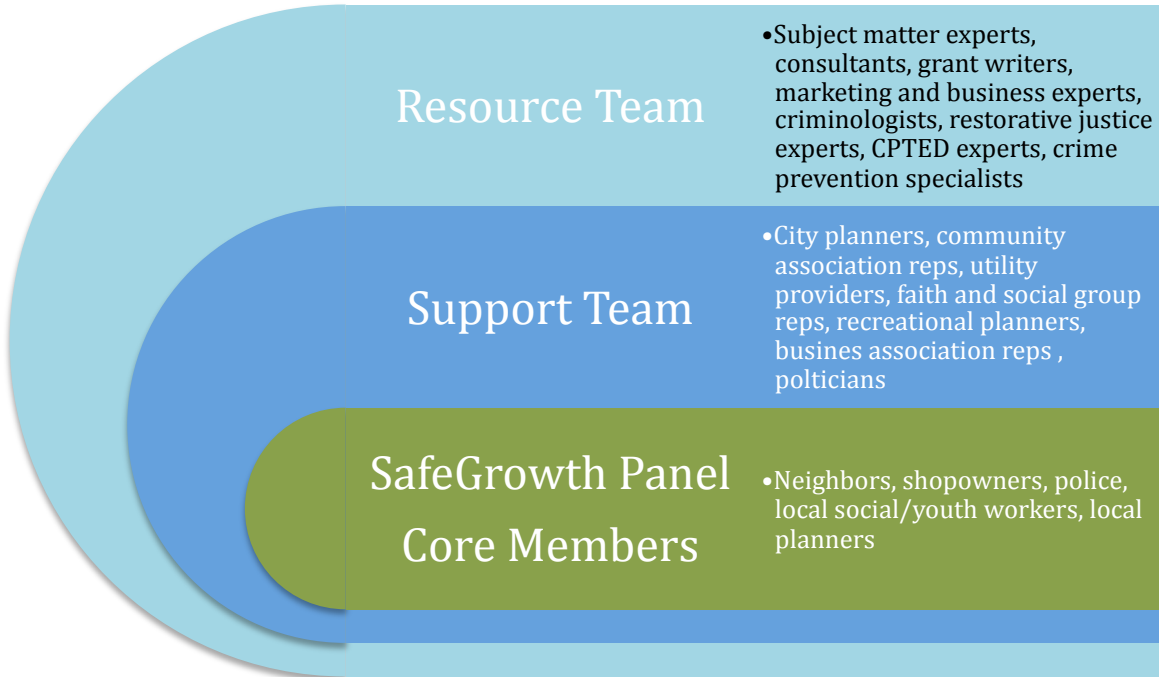 Resource Team
•Subject matter experts,
consultants, grant writers,
marketing and business experts,
criminologists, restorative justice
experts, CPTED experts, crime
prevention specialists
Support Team
•City planners, community
association reps, utility
providers, faith and social group
reps, recreational planners,
busines association reps ,
polticians
SafeGrowth Panel
Core Members
•Neighbors, shopowners, police,
local social/youth workers, local
planners